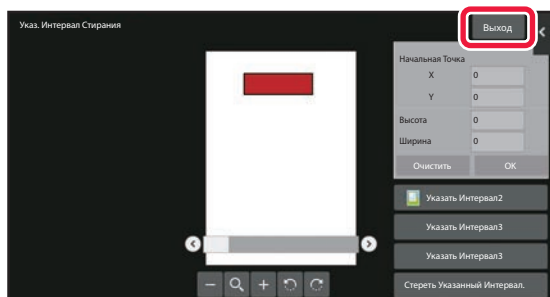 Указ. Интервал Стирания
Выход
Начальная Точка
X 0
Y 0
Высота 0
Ширина 0
Очистить OK
Указать Интервал2
Указать Интервал3
Указать Интервал3
Стереть Указанный Интервал.